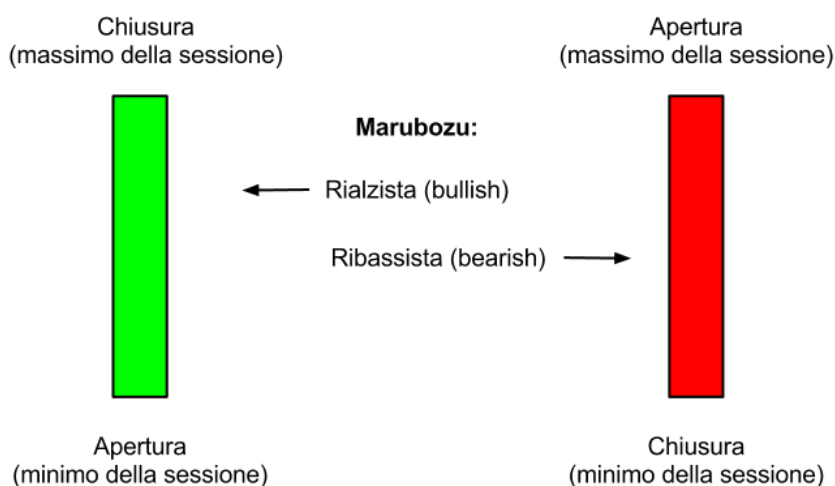 Chiusura
(massimo della sessione)
Apertura
(massimo della sessione)
Marubozu:
Rialzista (bullish)
Ribassista (bearish)
Apertura
(minimo della sessione)
Chiusura
(minimo della sessione)